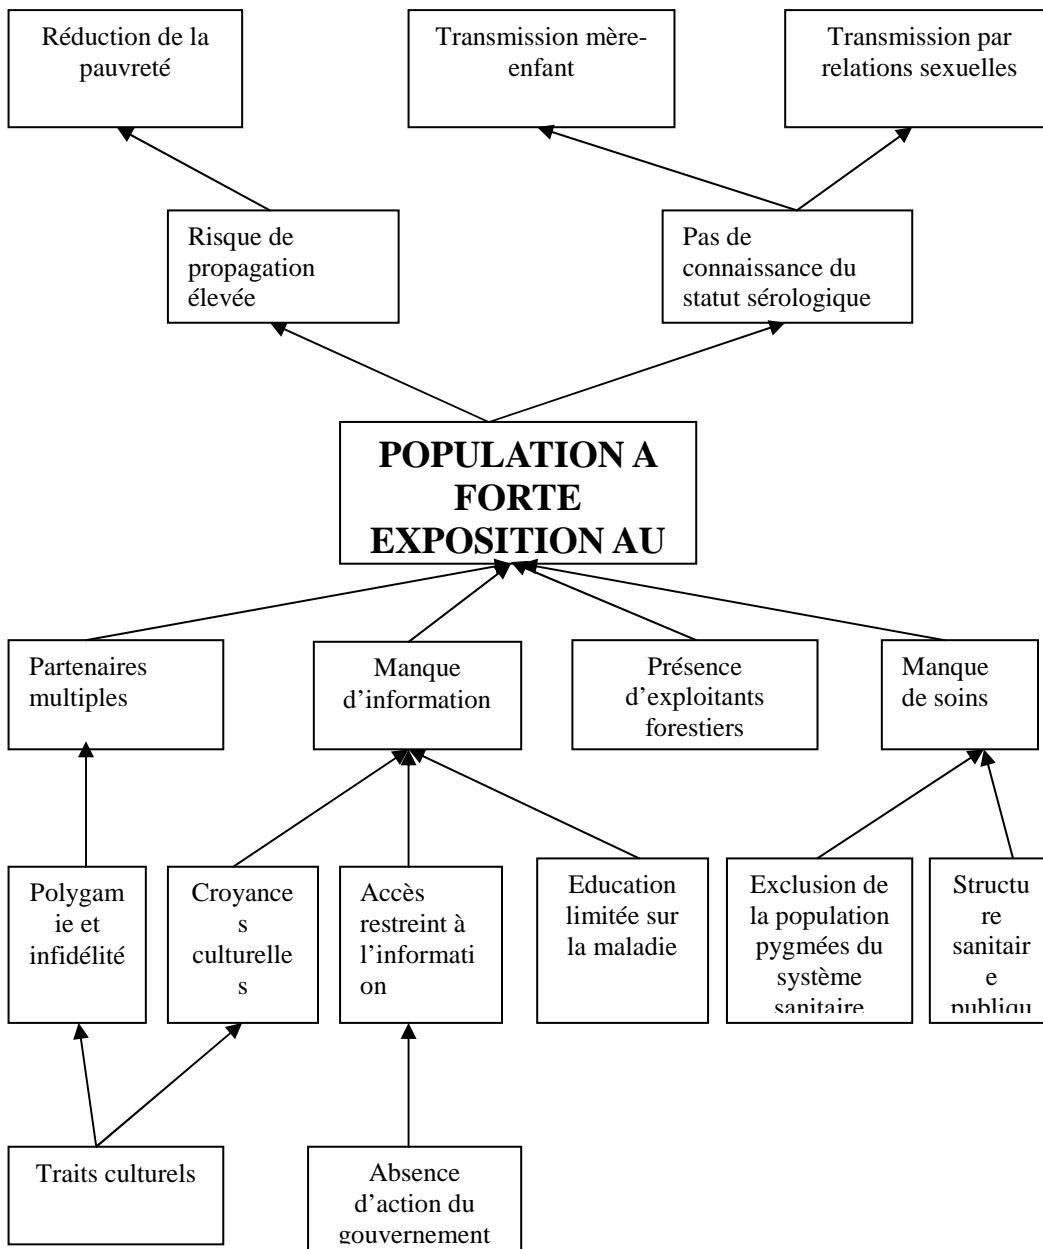 Réduction de la
pauvreté
Transmission mère-
enfant
Transmission par
relations sexuelles
Risque de
propagation
élevée
Pas de
connaissance du
statut sérologique
POPULATION A
FORTE
EXPOSITION AU
Partenaires
multiples
Manque
d’information
Présence
d’exploitants
forestiers
Manque
de soins
Polygam
ie et
infidélité
Croyance
s
culturelle
s
Accès
restreint à
l’informati
on
Education
limitée sur
la maladie
Exclusion de
la population
pygmées du
système
sanitaire
Structu
re
sanitair
e
publiqu
Traits culturels
Absence
d’action du
gouvernement